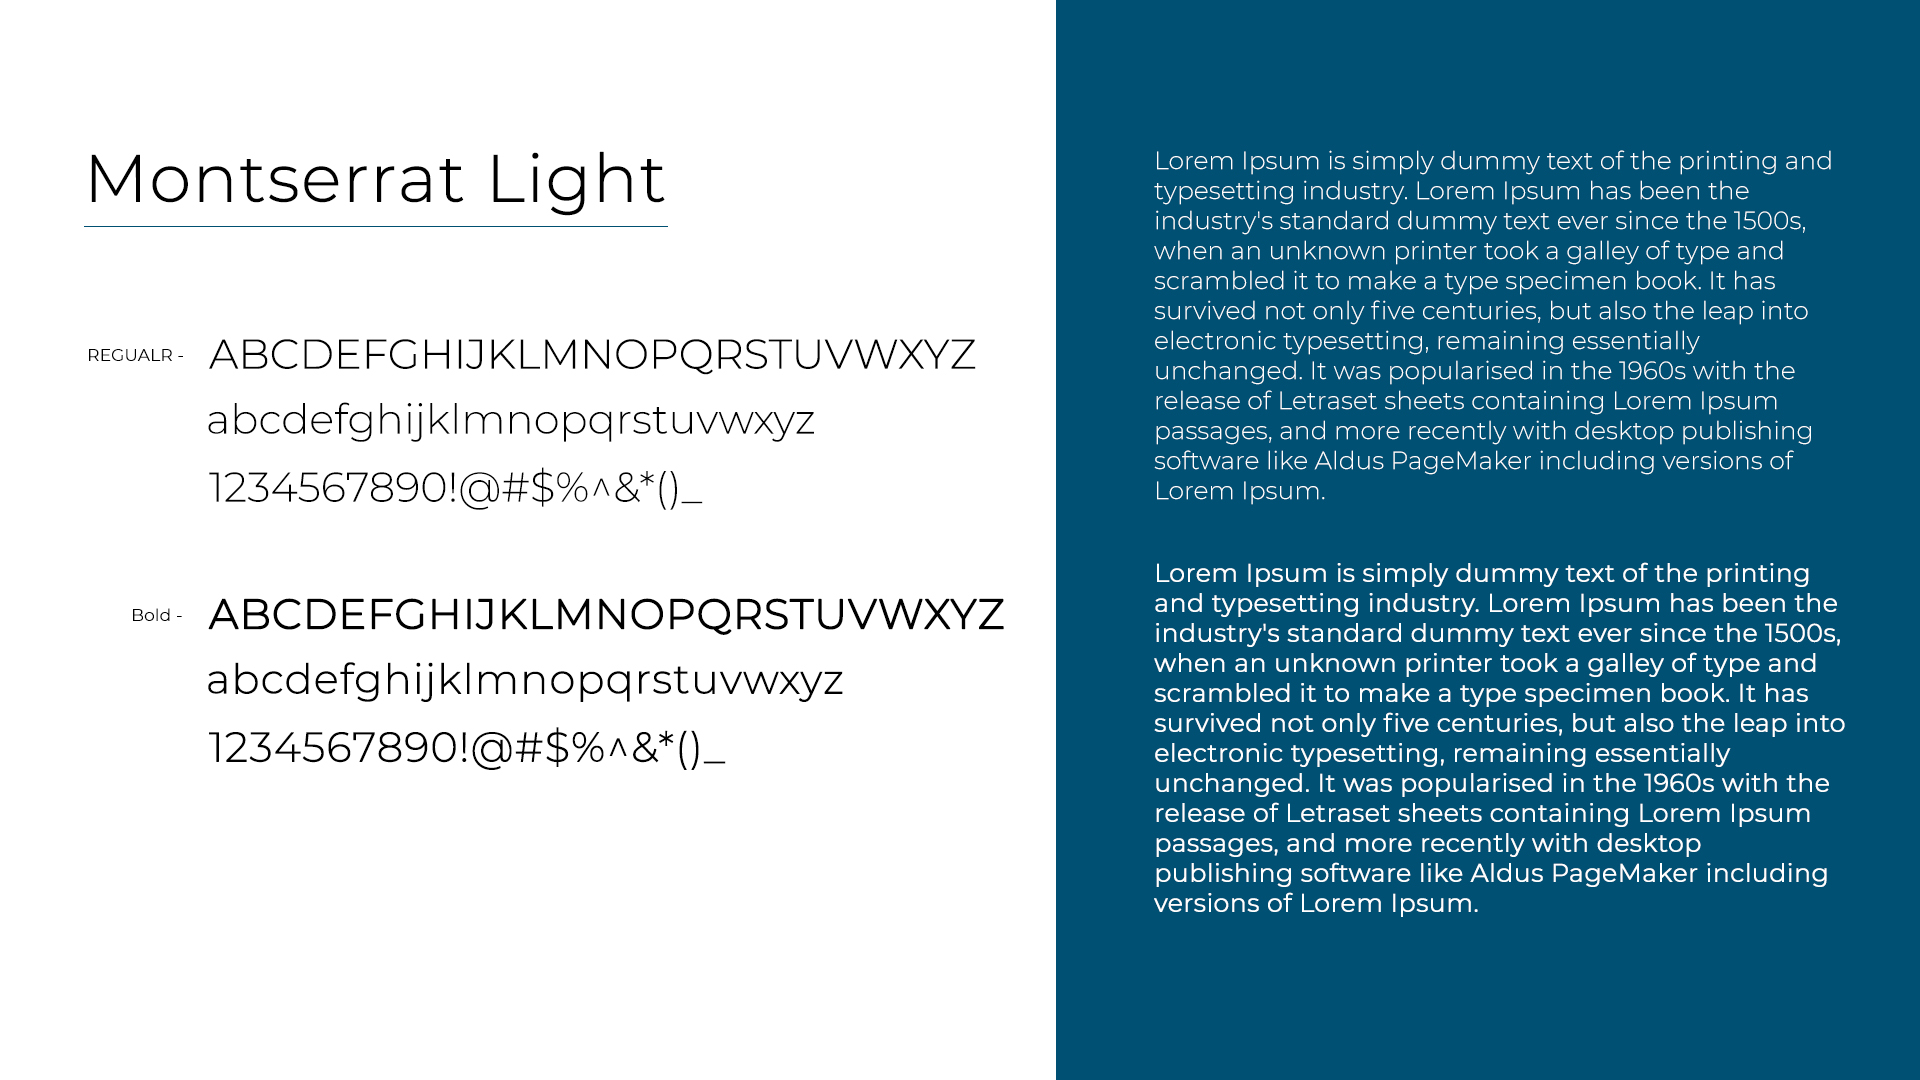 Montserrat Light
REGUALR - ABCDEFGHIJKLMNOPQRSTUVWXYZ
abcdefghijklmnopqrstuvwxyz
1234567890!@#$%^&*()_
Bold - ABCDEFGHIJKLMNOPQRSTUVWXYZ
abcdefghijklmnopqrstuvwxyz
1234567890!@#$%^&*()_
Lorem Ipsum is simply dummy text of the printing and
typesetting industry. Lorem Ipsum has been the
industry's standard dummy text ever since the 1500s,
when an unknown printer took a galley of type and
scrambled it to make a type specimen book. It has
survived not only five centuries, but also the leap into
electronic typesetting, remaining essentially
unchanged. It was popularised in the 1960s with the
release of Letraset sheets containing Lorem Ipsum
passages, and more recently with desktop publishing
software like Aldus PageMaker including versions of
Lorem Ipsum.
Lorem Ipsum is simply dummy text of the printing
and typesetting industry. Lorem Ipsum has been the
industry's standard dummy text ever since the 1500s,
when an unknown printer took a galley of type and
scrambled it to make a type specimen book. It has
survived not only five centuries, but also the leap into
electronic typesetting, remaining essentially
unchanged. It was popularised in the 1960s with the
release of Letraset sheets containing Lorem Ipsum
passages, and more recently with desktop
publishing software like Aldus PageMaker including
versions of Lorem Ipsum.